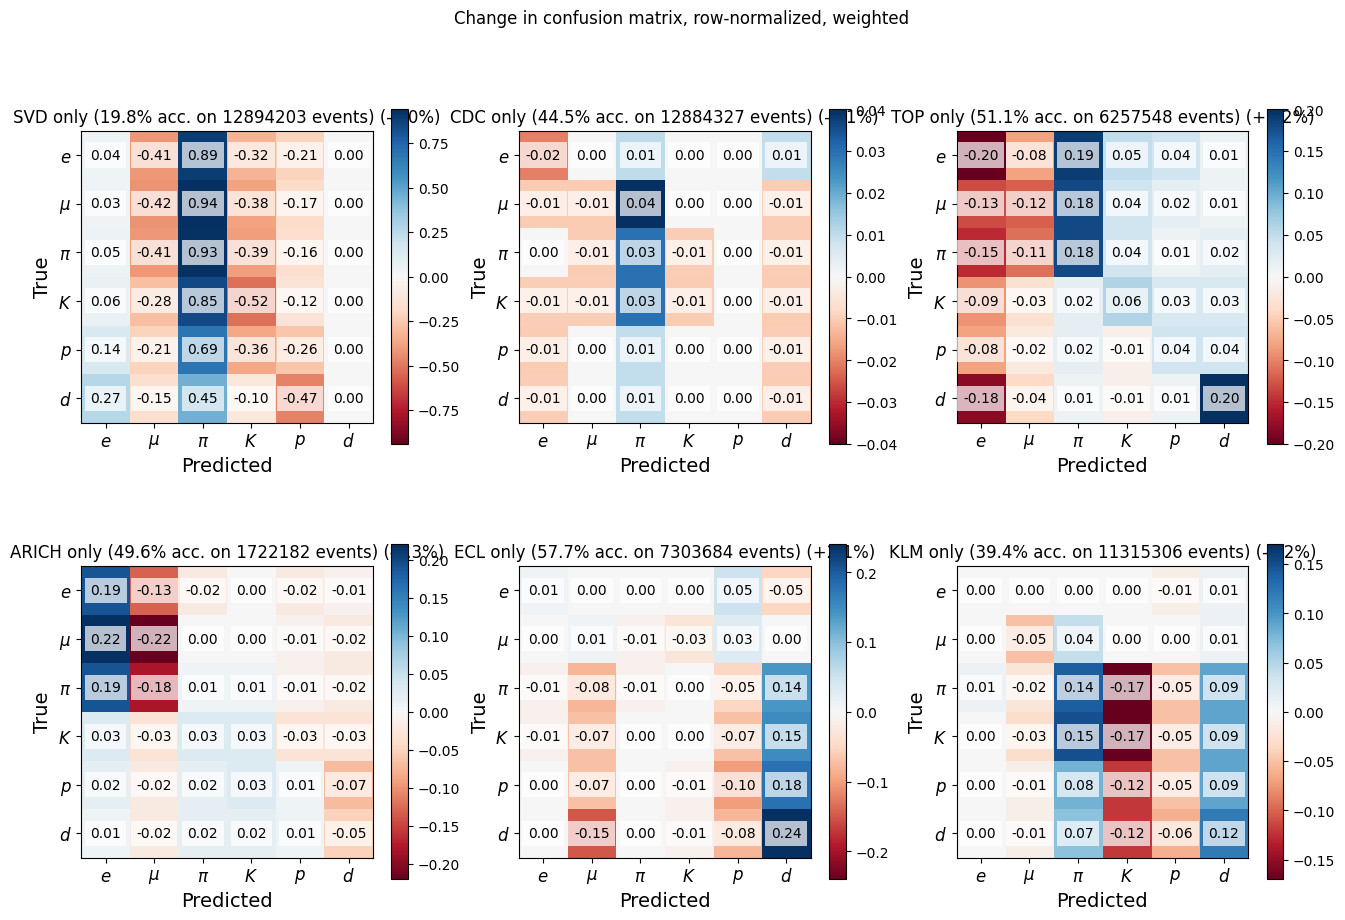 Change in confusion matrix, row-normalized, weighted
SVD only (19.8% acc. on 12894203 events)
0.75
0.50
0.25
0.00
−0.25
−0.50
−0.75
e 0.04 -0.41 0.89 -0.32 -0.21 0.00
μ 0.03 -0.42 0.94 -0.38 -0.17 0.00
π 0.05 -0.41 0.93 -0.39 -0.16 0.00
K 0.06 -0.28 0.85 -0.52 -0.12 0.00
p 0.14 -0.21 0.69 -0.36 -0.26 0.00
d 0.27 -0.15 0.45 -0.10 -0.47 0.00
True
e μ π K p d
Predicted
CDC only (44.5% acc. on 12884327 events)
0.04
0.03
0.02
0.01
0.00
−0.01
−0.02
−0.03
−0.04
e -0.02 0.00 0.01 0.00 0.00 0.01
μ -0.01 -0.01 0.04 0.00 0.00 -0.01
π 0.00 -0.01 0.03 -0.01 0.00 -0.01
K -0.01 -0.01 0.03 -0.01 0.00 -0.01
p -0.01 0.00 0.01 0.00 0.00 -0.01
d -0.01 0.00 0.01 0.00 0.00 -0.01
True
e μ π K p d
Predicted
TOP only (51.1% acc. on 6257548 events)
0.20
0.15
0.10
0.05
0.00
−0.05
−0.10
−0.15
−0.20
e -0.20 -0.08 0.19 0.05 0.04 0.01
μ -0.13 -0.12 0.18 0.04 0.02 0.01
π -0.15 -0.11 0.18 0.04 0.01 0.02
K -0.09 -0.03 0.02 0.06 0.03 0.03
p -0.08 -0.02 0.02 -0.01 0.04 0.04
d -0.18 -0.04 0.01 -0.01 0.01 0.20
True
e μ π K p d
Predicted
ARICH only (49.6% acc. on 1722182 events)
0.20
0.15
0.10
0.05
0.00
−0.05
−0.10
−0.15
−0.20
e 0.19 -0.13 -0.02 0.00 -0.02 -0.01
μ 0.22 -0.22 0.00 0.00 -0.01 -0.02
π 0.19 -0.18 0.01 0.01 -0.01 -0.02
K 0.03 -0.03 0.03 0.03 -0.03 -0.03
p 0.02 -0.02 0.02 0.03 0.01 -0.07
d 0.01 -0.02 0.02 0.02 0.01 -0.05
True
e μ π K p d
Predicted
ECL only (57.7% acc. on 7303684 events)
0.2
0.1
0.0
−0.1
−0.2
e 0.01 0.00 0.00 0.00 0.05 -0.05
μ 0.00 0.01 -0.01 -0.03 0.03 0.00
π -0.01 -0.08 -0.01 0.00 -0.05 0.14
K -0.01 -0.07 0.00 0.00 -0.07 0.15
p 0.00 -0.07 0.00 -0.01 -0.10 0.18
d 0.00 -0.15 0.00 -0.01 -0.08 0.24
True
e μ π K p d
Predicted
KLM only (39.4% acc. on 11315306 events)
0.15
0.10
0.05
0.00
−0.05
−0.10
−0.15
e 0.00 0.00 0.00 0.00 -0.01 0.01
μ 0.00 -0.05 0.04 0.00 0.00 0.01
π 0.01 -0.02 0.14 -0.17 -0.05 0.09
K 0.00 -0.03 0.15 -0.17 -0.05 0.09
p 0.00 -0.01 0.08 -0.12 -0.05 0.09
d 0.00 -0.01 0.07 -0.12 -0.06 0.12
True
e μ π K p d
Predicted